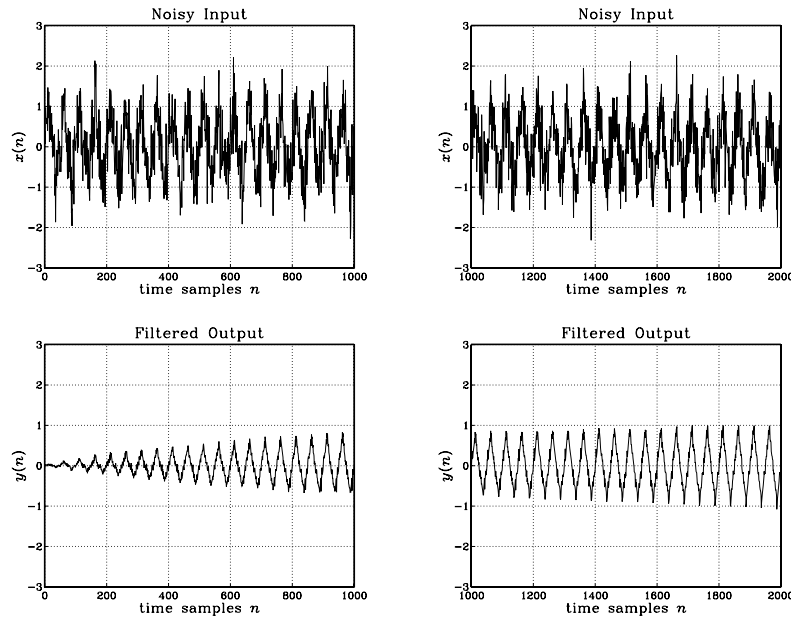 Noisy Input
3
2
1
0
−1
−2
−3
x(n)
0 200 400 600 800 1000
time samples n
Noisy Input
3
2
1
0
−1
−2
−3
x(n)
1000 1200 1400 1600 1800 2000
time samples n
Filtered Output
3
2
1
0
−1
−2
−3
y(n)
0 200 400 600 800 1000
time samples n
Filtered Output
3
2
1
0
−1
−2
−3
y(n)
1000 1200 1400 1600 1800 2000
time samples n